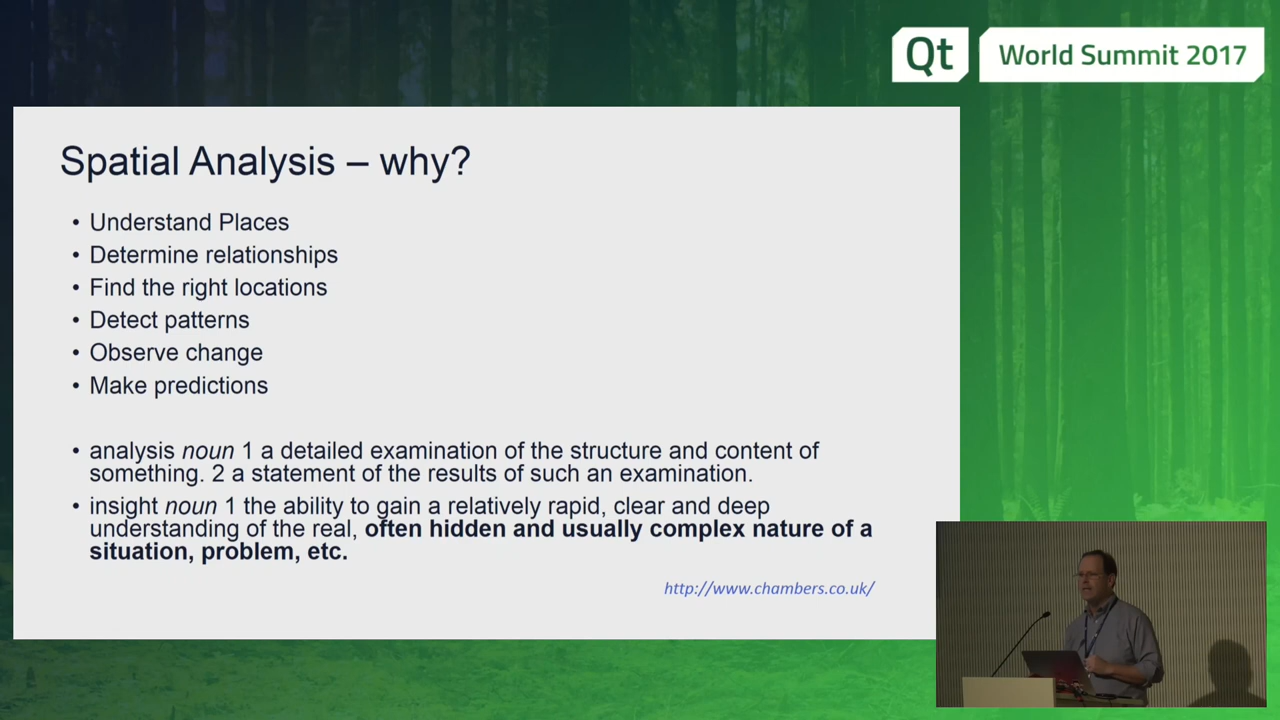 Qt World Summit 2017
Spatial Analysis – why?
• Understand Places
• Determine relationships
• Find the right locations
• Detect patterns
• Observe change
• Make predictions
• analysis noun 1 a detailed examination of the structure and content of
something. 2 a statement of the results of such an examination.
• insight noun 1 the ability to gain a relatively rapid, clear and deep
understanding of the real, often hidden and usually complex nature of a
situation, problem, etc.
http://www.chambers.co.uk/